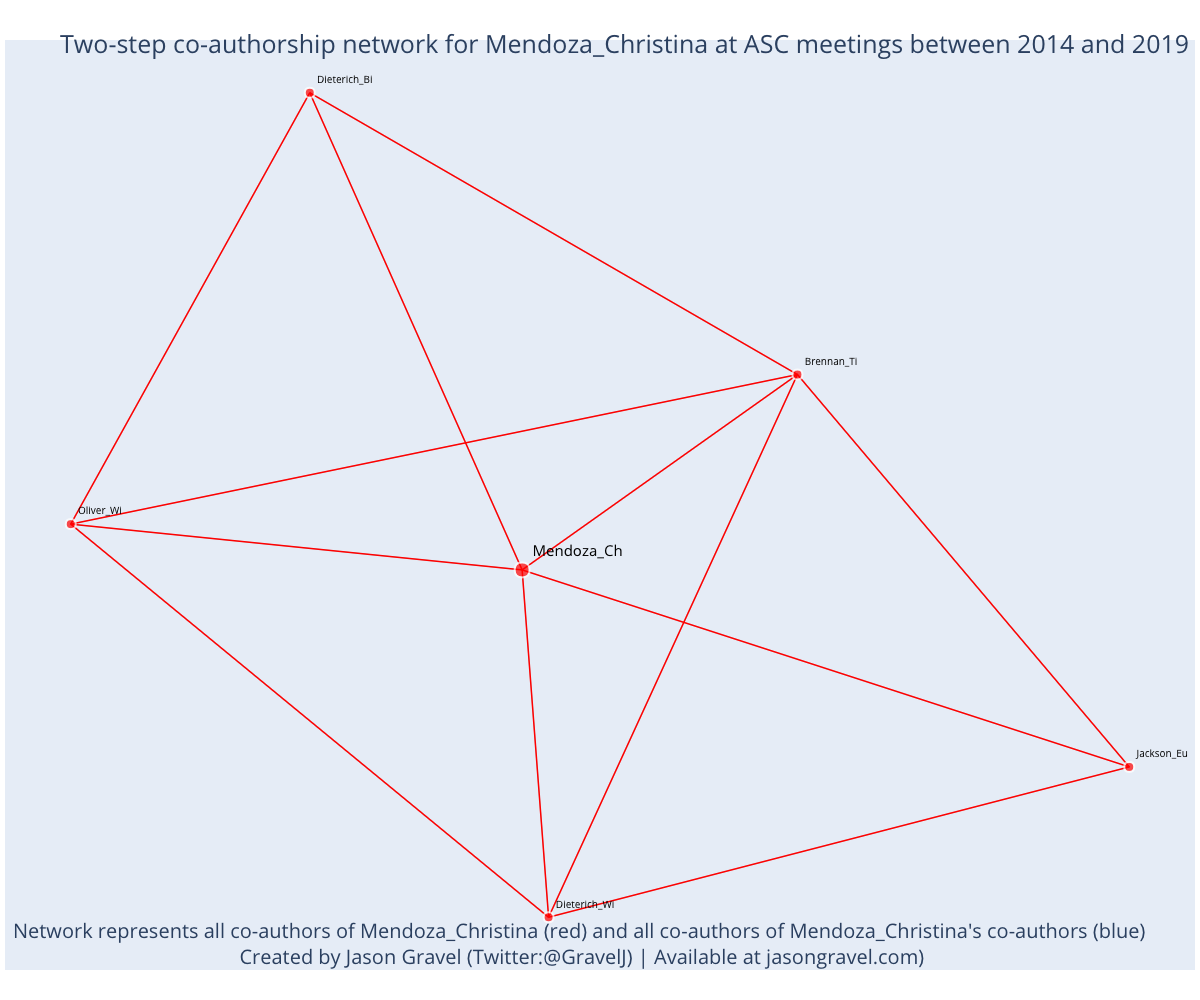 Two-step co-authorship network for Mendoza_Christina at ASC meetings between 2014 and 2019
Dieterich_Bi
Brennan_Ti
Oliver_Wi
Mendoza_Ch
Jackson_Eu
Dieterich_Wi
Network represents all co-authors of Mendoza_Christina (red) and all co-authors of Mendoza_Christina's co-authors (blue)
Created by Jason Gravel (Twitter:@GravelJ) | Available at jasongravel.com)